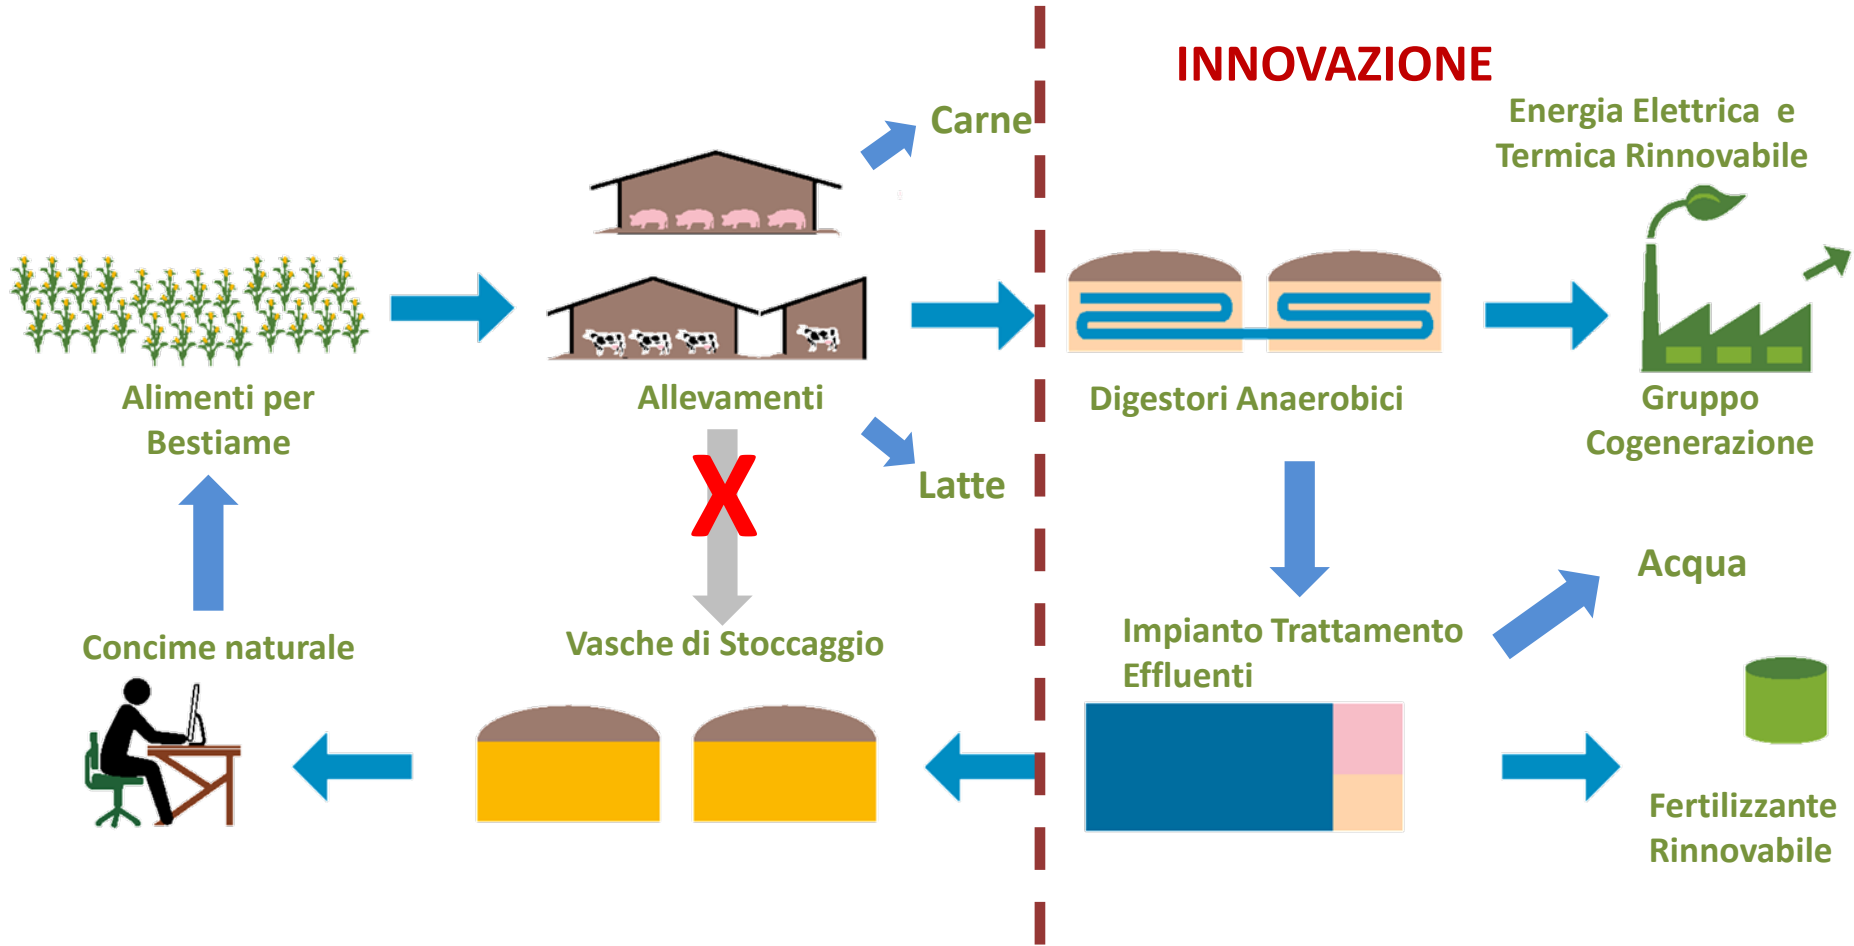 INNOVAZIONE
Carne
Energia Elettrica e
Termica Rinnovabile
Alimenti per
Bestiame
Allevamenti
Digestori Anaerobici
Gruppo
Cogenerazione
Latte
X
Acqua
Concime naturale
Vasche di Stoccaggio
Impianto Trattamento
Effluenti
Fertilizzante
Rinnovabile